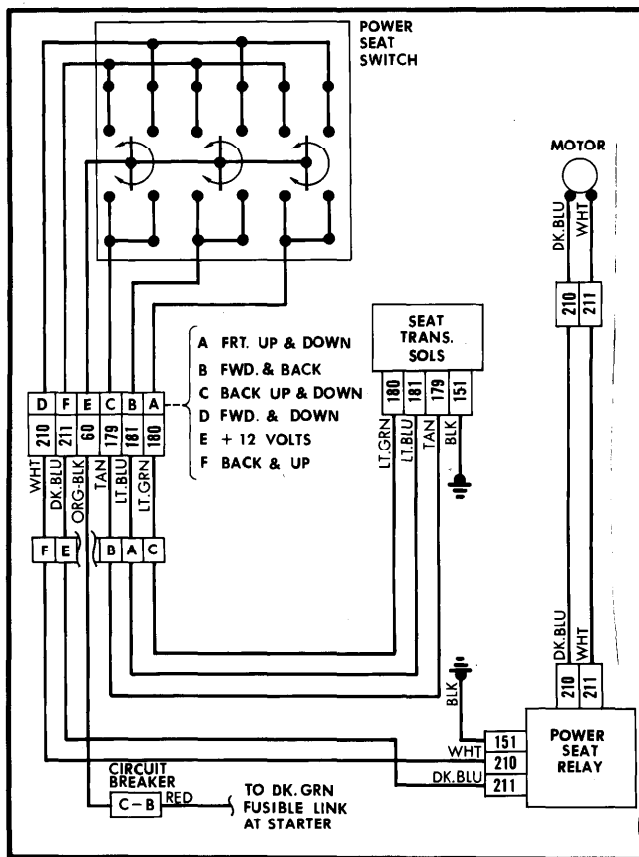 POWER
SEAT
SWITCH
MOTOR
DK.BLU
WHT
210
211
SEAT
TRANS.
SOLS
180
181
179
151
LT.GRN
LT.BLU
TAN
BLK
A FRT. UP & DOWN
B FWD. & BACK
C BACK UP & DOWN
D FWD. & DOWN
E + 12 VOLTS
F BACK & UP
D F E C B A
210
211
60
179
181
180
WHT
DK.BLU
ORG-BLK
TAN
LT.BLU
LT.GRN
F E B A C
DK.BLU
WHT
210
211
BLK
151
WHT
210
DK.BLU
211
POWER
SEAT
RELAY
CIRCUIT
BREAKER
C-B
RED
TO DK. GRN
FUSIBLE LINK
AT STARTER